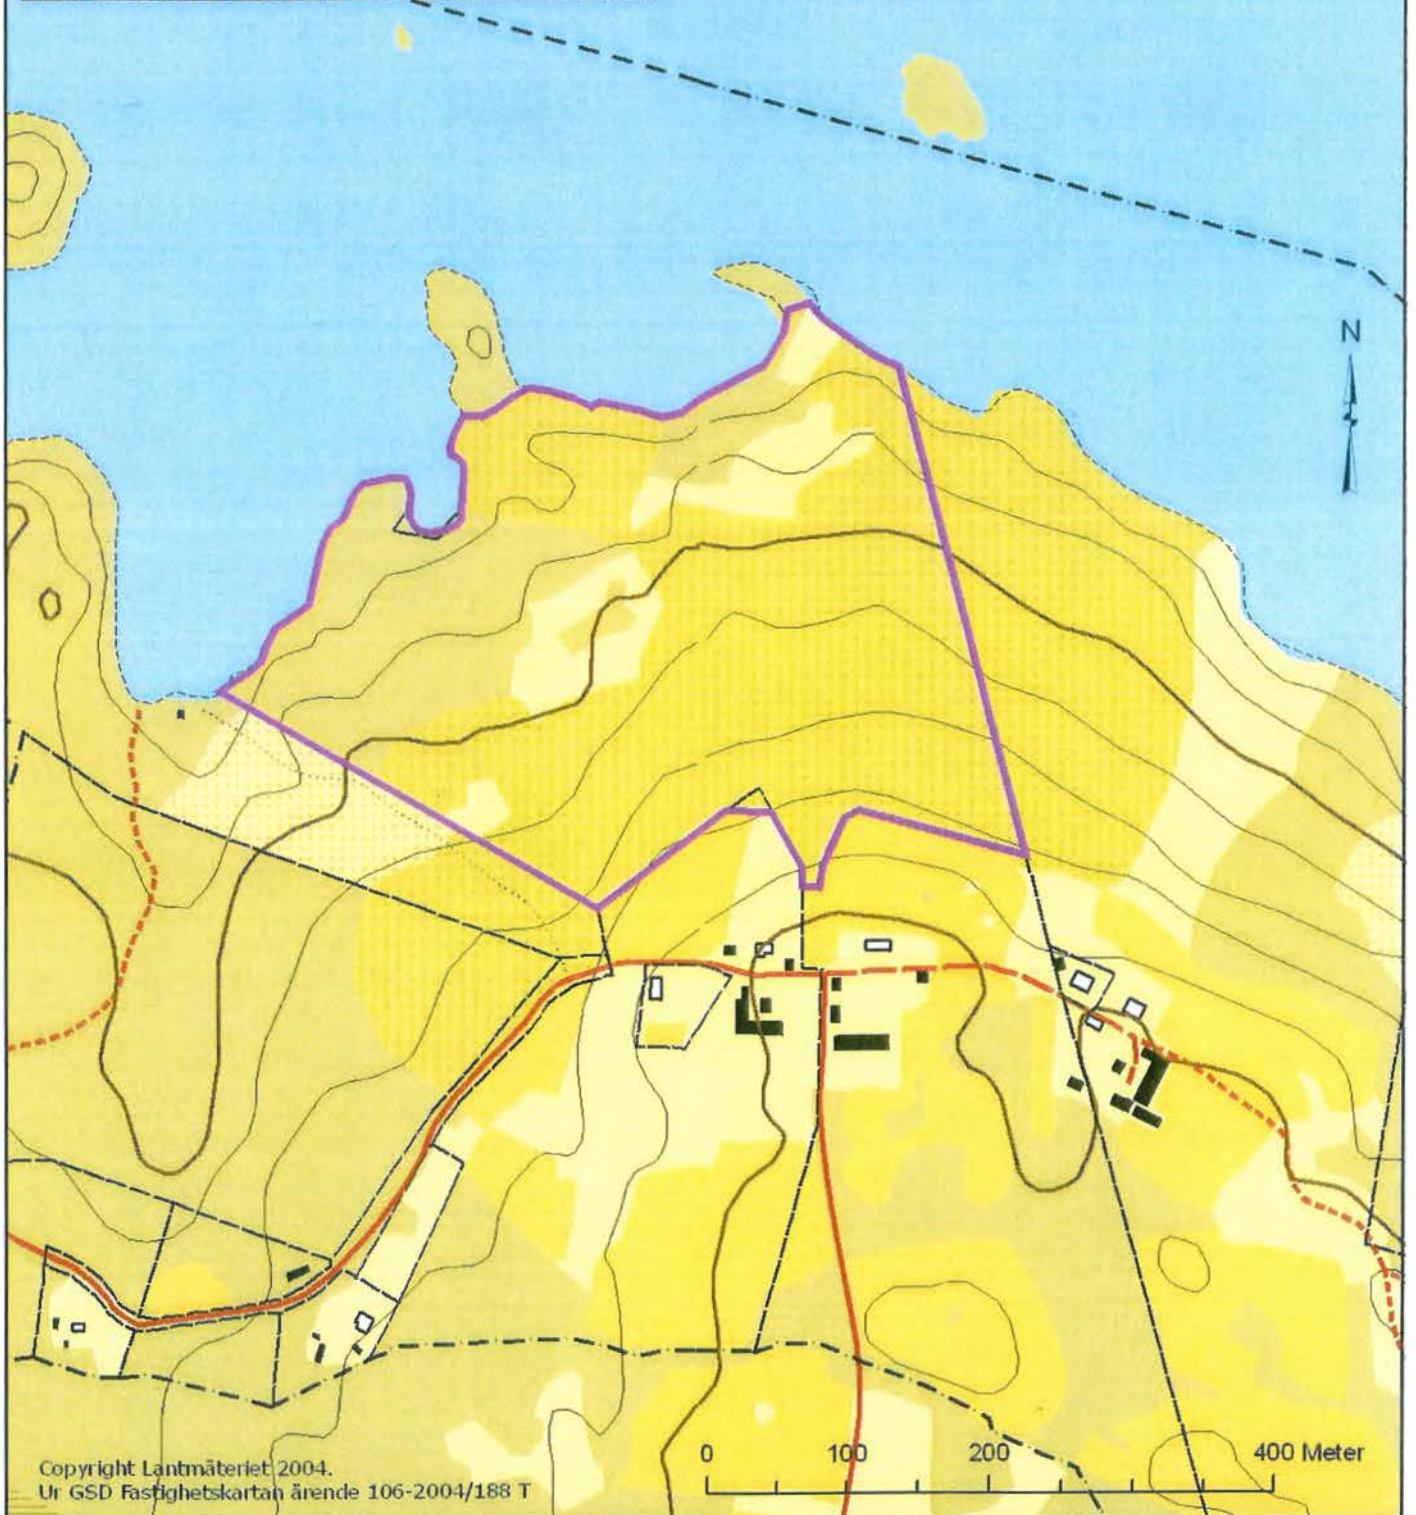 N
0 100 200 400 Meter
Copyright Lantmäteriet 2004.
Ur GSD Fastighetskartan ärende 106-2004/188 T